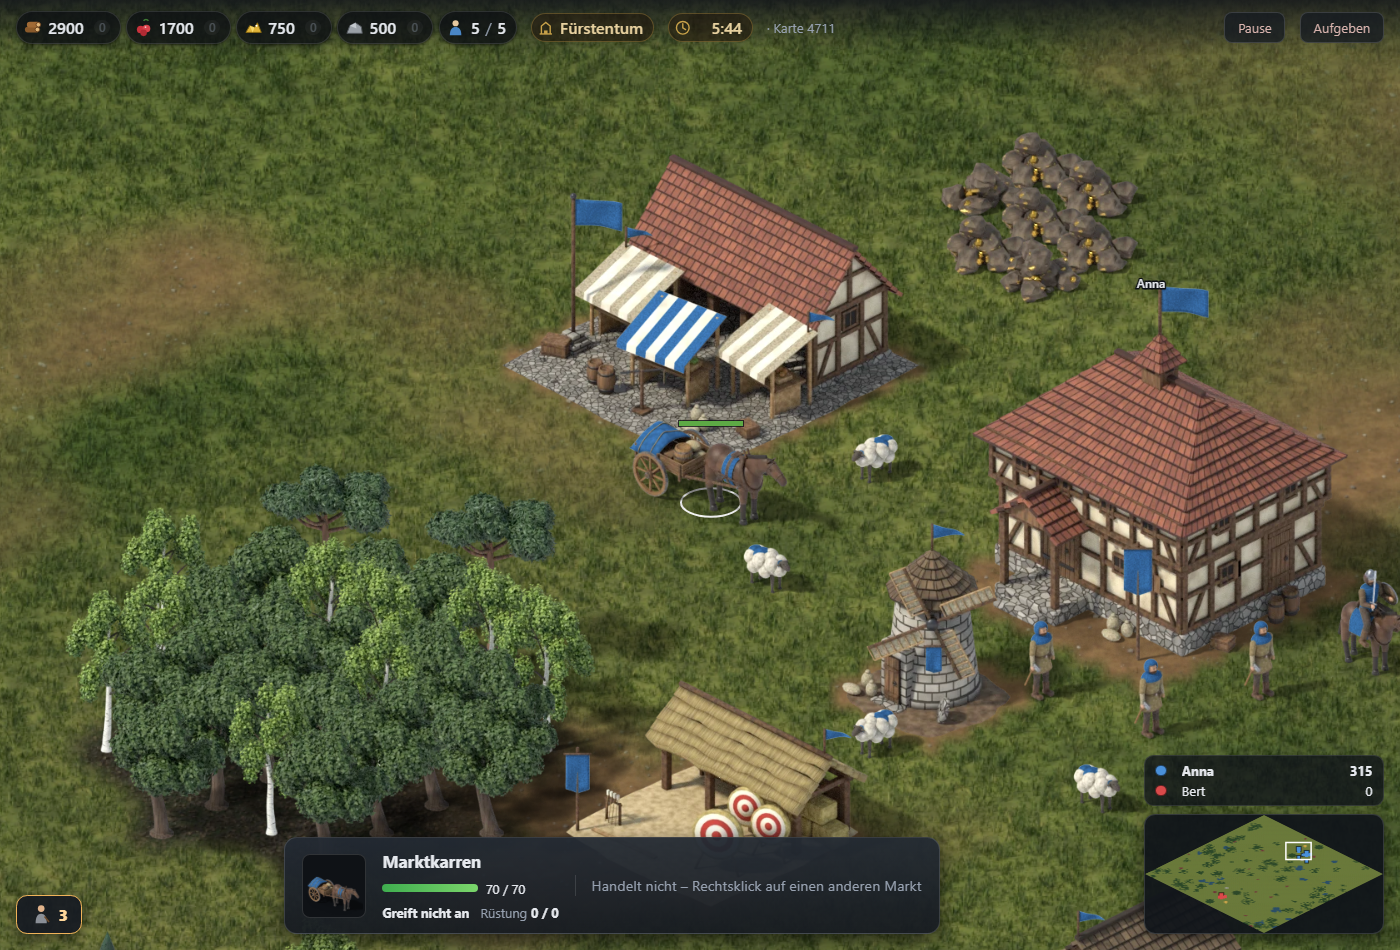 2900 0
1700 0
750 0
500 0
5 / 5
Fürstentum
5:44
· Karte 4711
Pause
Aufgeben
Anna
Anna 315
Bert 0
Marktkarren
70 / 70
Handelt nicht – Rechtsklick auf einen anderen Markt
Greift nicht an Rüstung 0 / 0
3